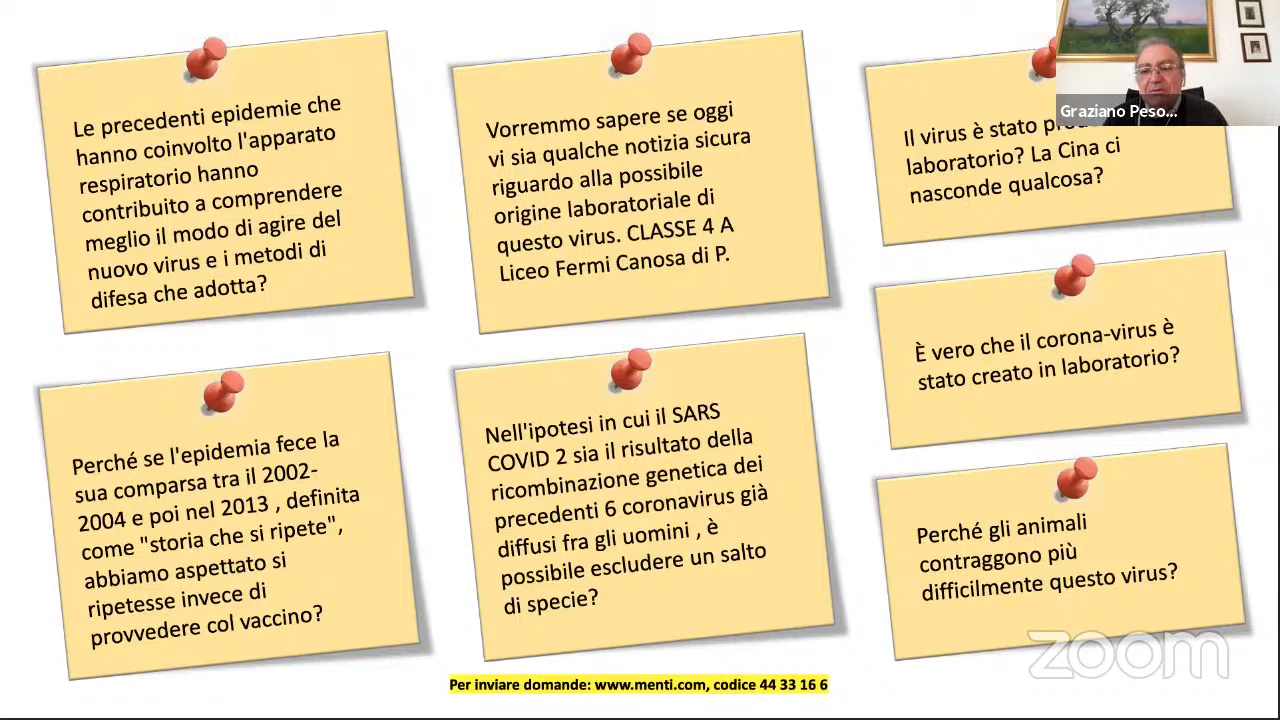 Le precedenti epidemie che
hanno coinvolto l'apparato
respiratorio hanno
contribuito a comprendere
meglio il modo di agire del
nuovo virus e i metodi di
difesa che adotta?
Vorremmo sapere se oggi
vi sia qualche notizia sicura
riguardo alla possibile
origine laboratoriale di
questo virus. CLASSE 4 A
Liceo Fermi Canosa di P.
Graziano Peso...
Il virus è stato
laboratorio? La Cina ci
nasconde qualcosa?
È vero che il corona-virus è
stato creato in laboratorio?
Perché se l'epidemia fece la
sua comparsa tra il 2002-
2004 e poi nel 2013 , definita
come "storia che si ripete",
abbiamo aspettato si
ripetesse invece di
provvedere col vaccino?
Nell'ipotesi in cui il SARS
COVID 2 sia il risultato della
ricombinazione genetica dei
precedenti 6 coronavirus già
diffusi fra gli uomini , è
possibile escludere un salto
di specie?
Perché gli animali
contraggono più
difficilmente questo virus?
zoom
Per inviare domande: www.menti.com, codice 44 33 16 6